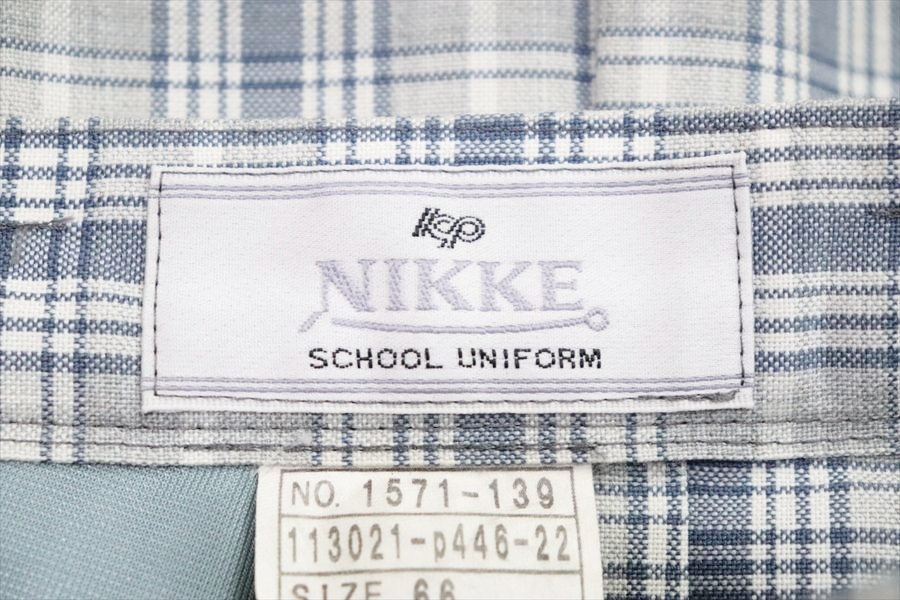 NIKKE
SCHOOL UNIFORM
NO. 1571-139
113021-p446-22
SIZE 66